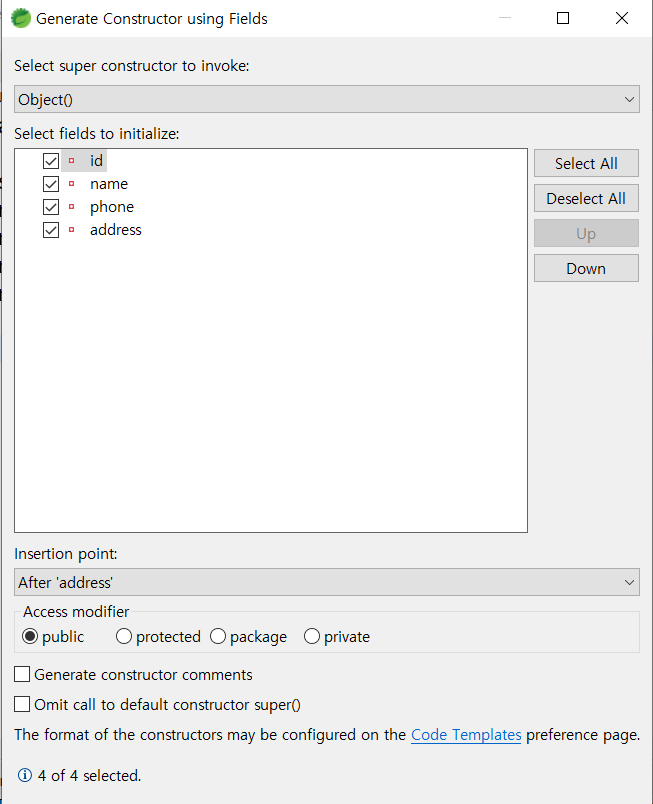 Generate Constructor using Fields
Select super constructor to invoke:
Object()
Select fields to initialize:
id
name
phone
address
Select All
Deselect All
Up
Down
Insertion point:
After 'address'
Access modifier
public protected package private
Generate constructor comments
Omit call to default constructor super()
The format of the constructors may be configured on the Code Templates preference page.
4 of 4 selected.